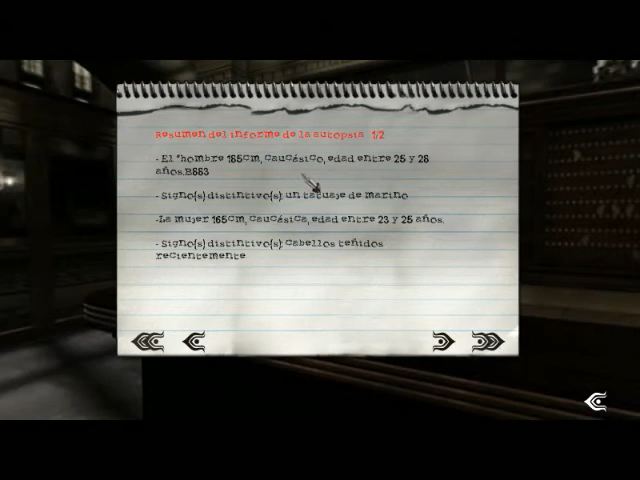 Resumen del informe de la autopsia 1/2
- El "hombre 185cm, caucásico, edad entre 25 y 28
años.B853
- Signo(s) distintivo(s): un tatuaje de marino
-La mujer 165cm, caucásica, edad entre 23 y 25 años.
- Signo(s) distintivo(s): cabellos teñidos
recientemente